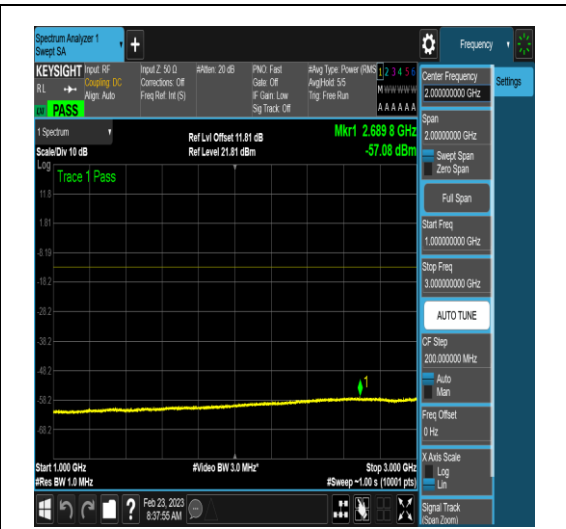 Spectrum Analyzer 1
Swept SA
Frequency
KEYSIGHT
RL
PASS
Input: RF
Coupling: DC
Align: Auto
Input Z: 50 Ω
Corrections: Off
Freq Ref: Int (S)
#Atten: 20 dB
PNO: Fast
Gate: Off
IF Gain: Low
Sig Track: Off
#Avg Type: Power (RMS
Avg|Hold: 5/5
Trig: Free Run
1 2 3 4 5 6
M W W W W W
A A A A A A
1 Spectrum
Scale/Div 10 dB
Ref Lvl Offset 11.81 dB
Ref Level 21.81 dBm
Mkr1 2.689 8 GHz
-57.08 dBm
Log
Trace 1 Pass
11.8
1.81
-8.19
-18.2
-28.2
-38.2
-48.2
-58.2
-68.2
1
Start 1.000 GHz
#Res BW 1.0 MHz
#Video BW 3.0 MHz*
Stop 3.000 GHz
#Sweep ~1.00 s (10001 pts)
Feb 23, 2023
8:37:55 AM
Center Frequency
2.000000000 GHz
Settings
Span
2.00000000 GHz
Swept Span
Zero Span
Full Span
Start Freq
1.000000000 GHz
Stop Freq
3.000000000 GHz
AUTO TUNE
CF Step
200.000000 MHz
Auto
Man
Freq Offset
0 Hz
X Axis Scale
Log
Lin
Signal Track
(Span Zoom)